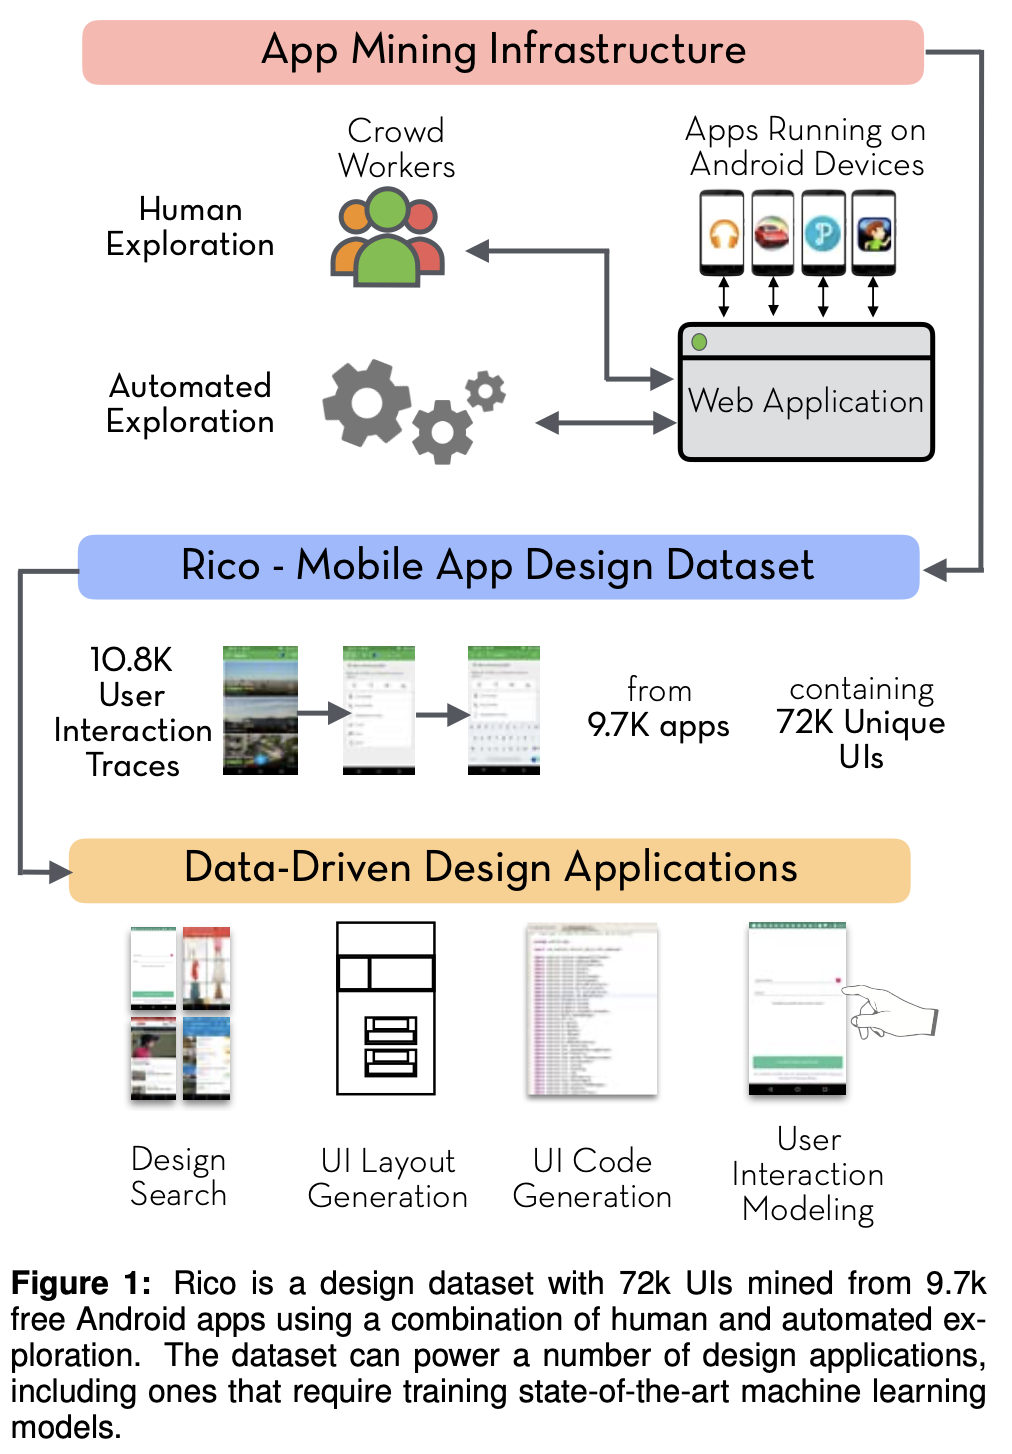 App Mining Infrastructure
Crowd
Workers
Apps Running on
Android Devices
Human
Exploration
Automated
Exploration
Web Application
Rico - Mobile App Design Dataset
10.8K
User
Interaction
Traces
from
9.7K apps
containing
72K Unique
UIs
Data-Driven Design Applications
Design
Search
UI Layout
Generation
UI Code
Generation
User
Interaction
Modeling
Figure 1: Rico is a design dataset with 72k UIs mined from 9.7k
free Android apps using a combination of human and automated ex-
ploration. The dataset can power a number of design applications,
including ones that require training state-of-the-art machine learning
models.